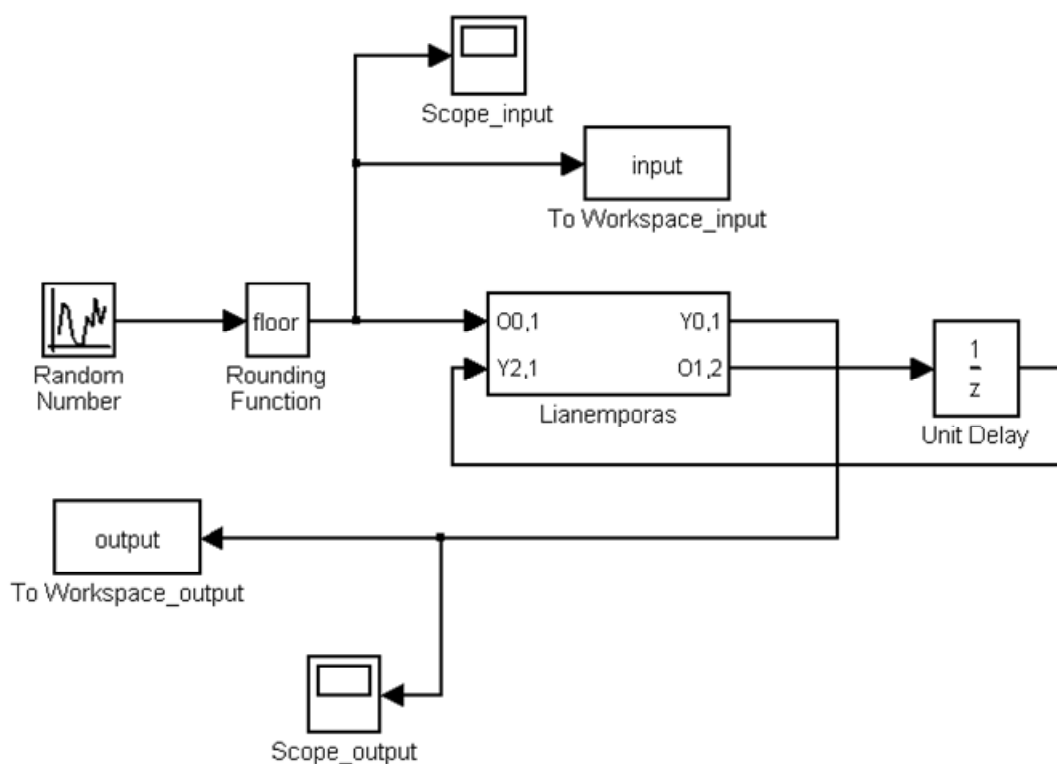 Scope_input
input
To Workspace_input
Random
Number
floor
Rounding
Function
O0,1
Y2,1
Y0,1
O1,2
Lianemporas
1
z
Unit Delay
output
To Workspace_output
Scope_output